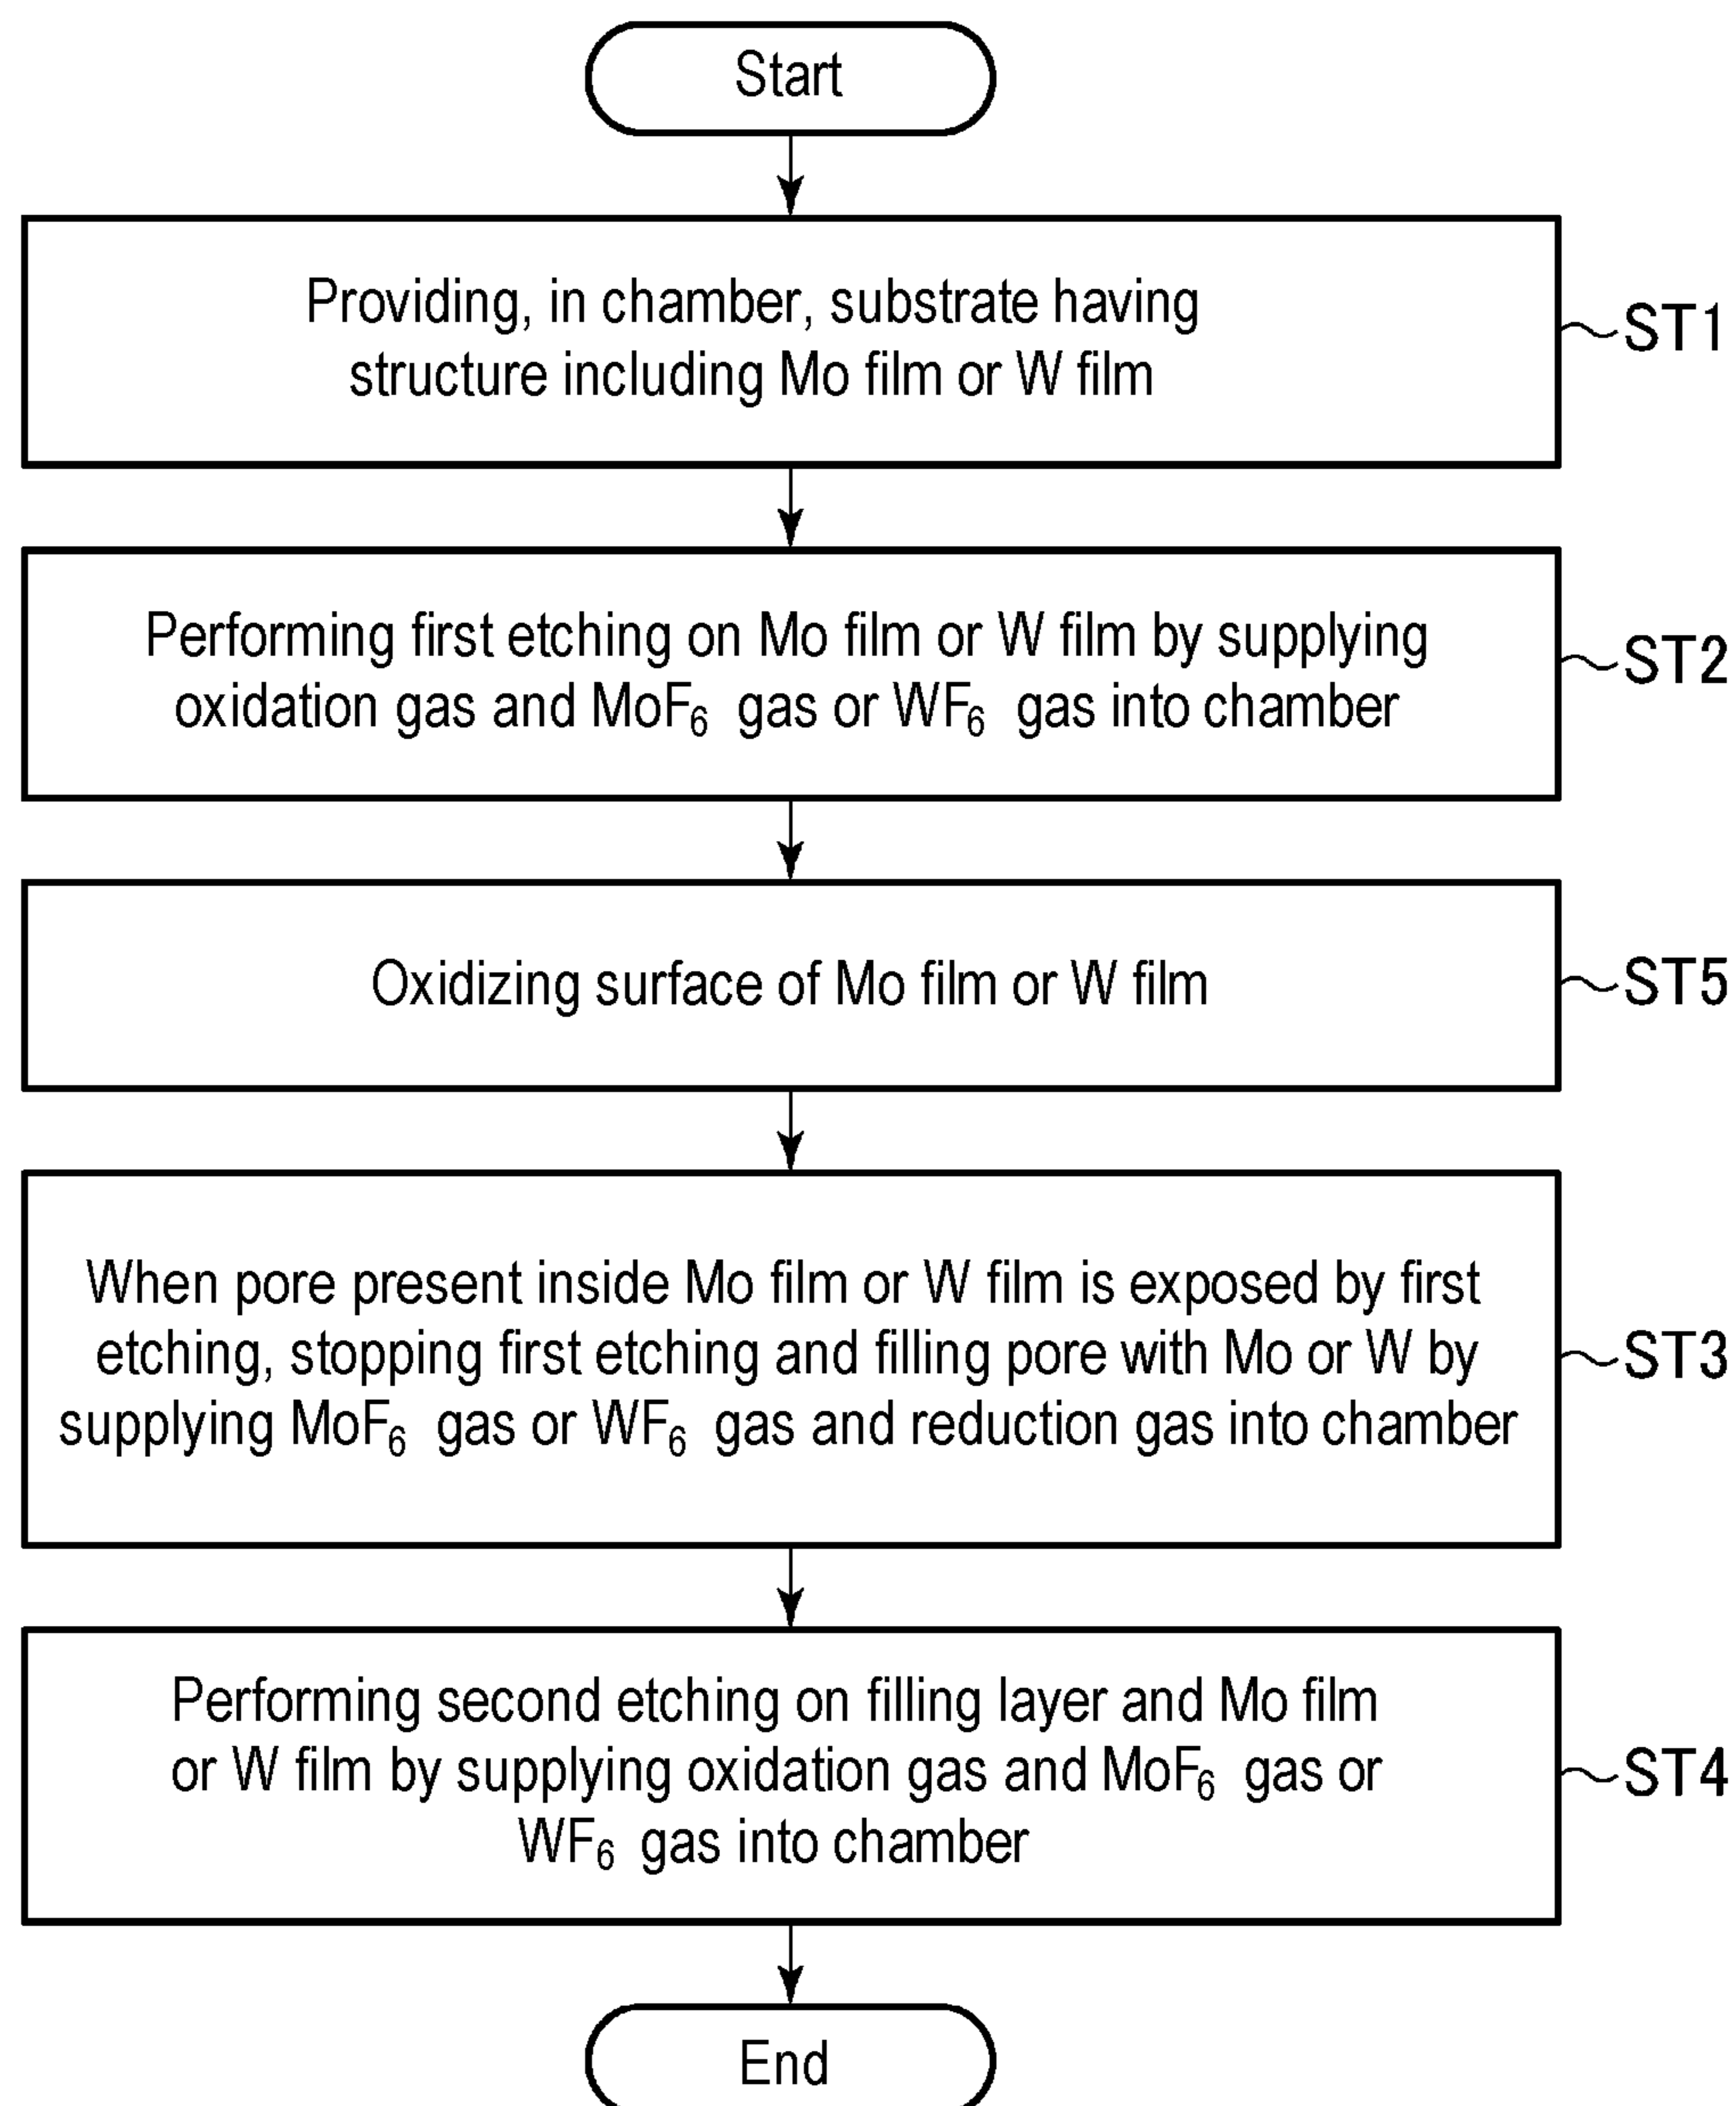 Start
Providing, in chamber, substrate having
structure including Mo film or W film
ST1
Performing first etching on Mo film or W film by supplying
oxidation gas and MoF₆ gas or WF₆ gas into chamber
ST2
Oxidizing surface of Mo film or W film
ST5
When pore present inside Mo film or W film is exposed by first
etching, stopping first etching and filling pore with Mo or W by
supplying MoF₆ gas or WF₆ gas and reduction gas into chamber
ST3
Performing second etching on filling layer and Mo film
or W film by supplying oxidation gas and MoF₆ gas or
WF₆ gas into chamber
ST4
End